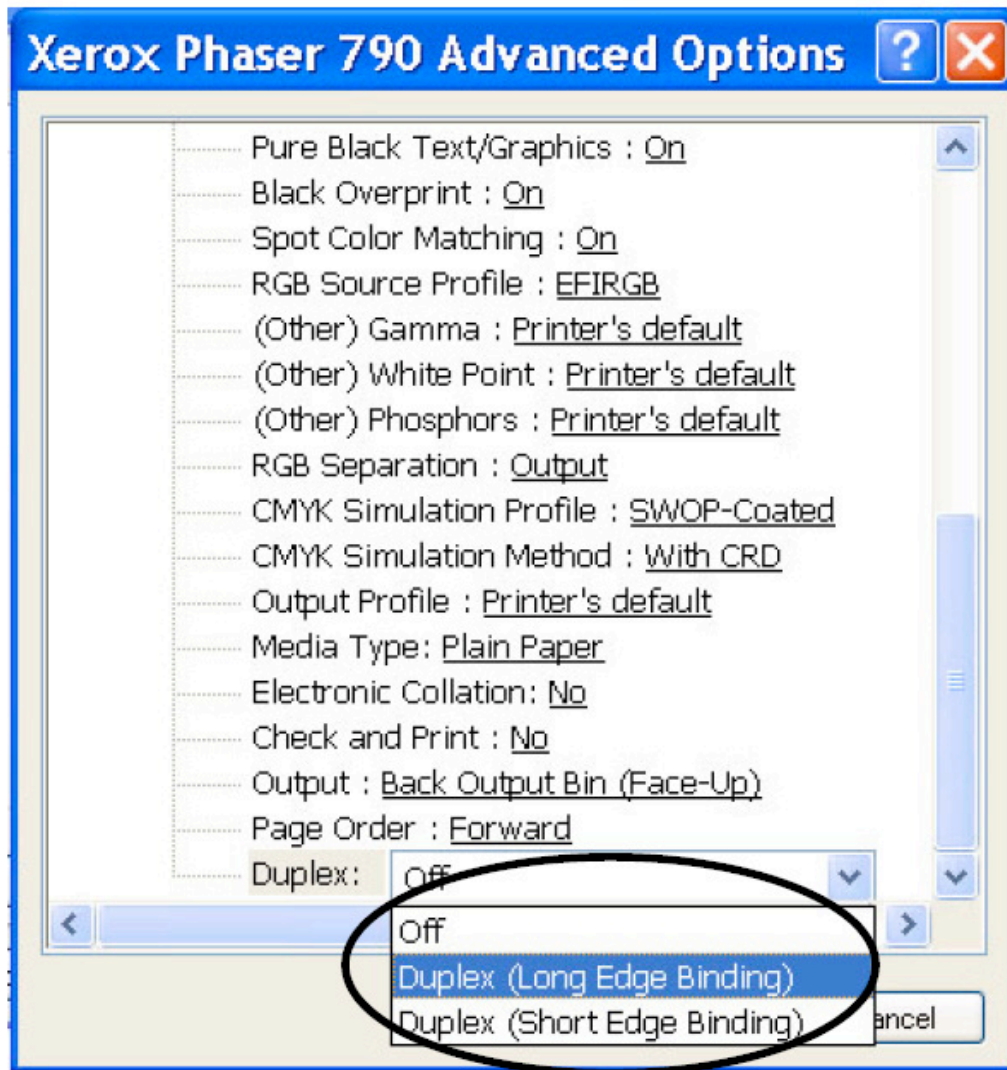 Xerox Phaser 790 Advanced Options
Pure Black Text/Graphics : On
Black Overprint : On
Spot Color Matching : On
RGB Source Profile : EFIRGB
(Other) Gamma : Printer's default
(Other) White Point : Printer's default
(Other) Phosphors : Printer's default
RGB Separation : Output
CMYK Simulation Profile : SWOP-Coated
CMYK Simulation Method : With CRD
Output Profile : Printer's default
Media Type: Plain Paper
Electronic Collation: No
Check and Print : No
Output : Back Output Bin (Face-Up)
Page Order : Forward
Duplex: Off
Off
Duplex (Long Edge Binding)
Duplex (Short Edge Binding)
ancel